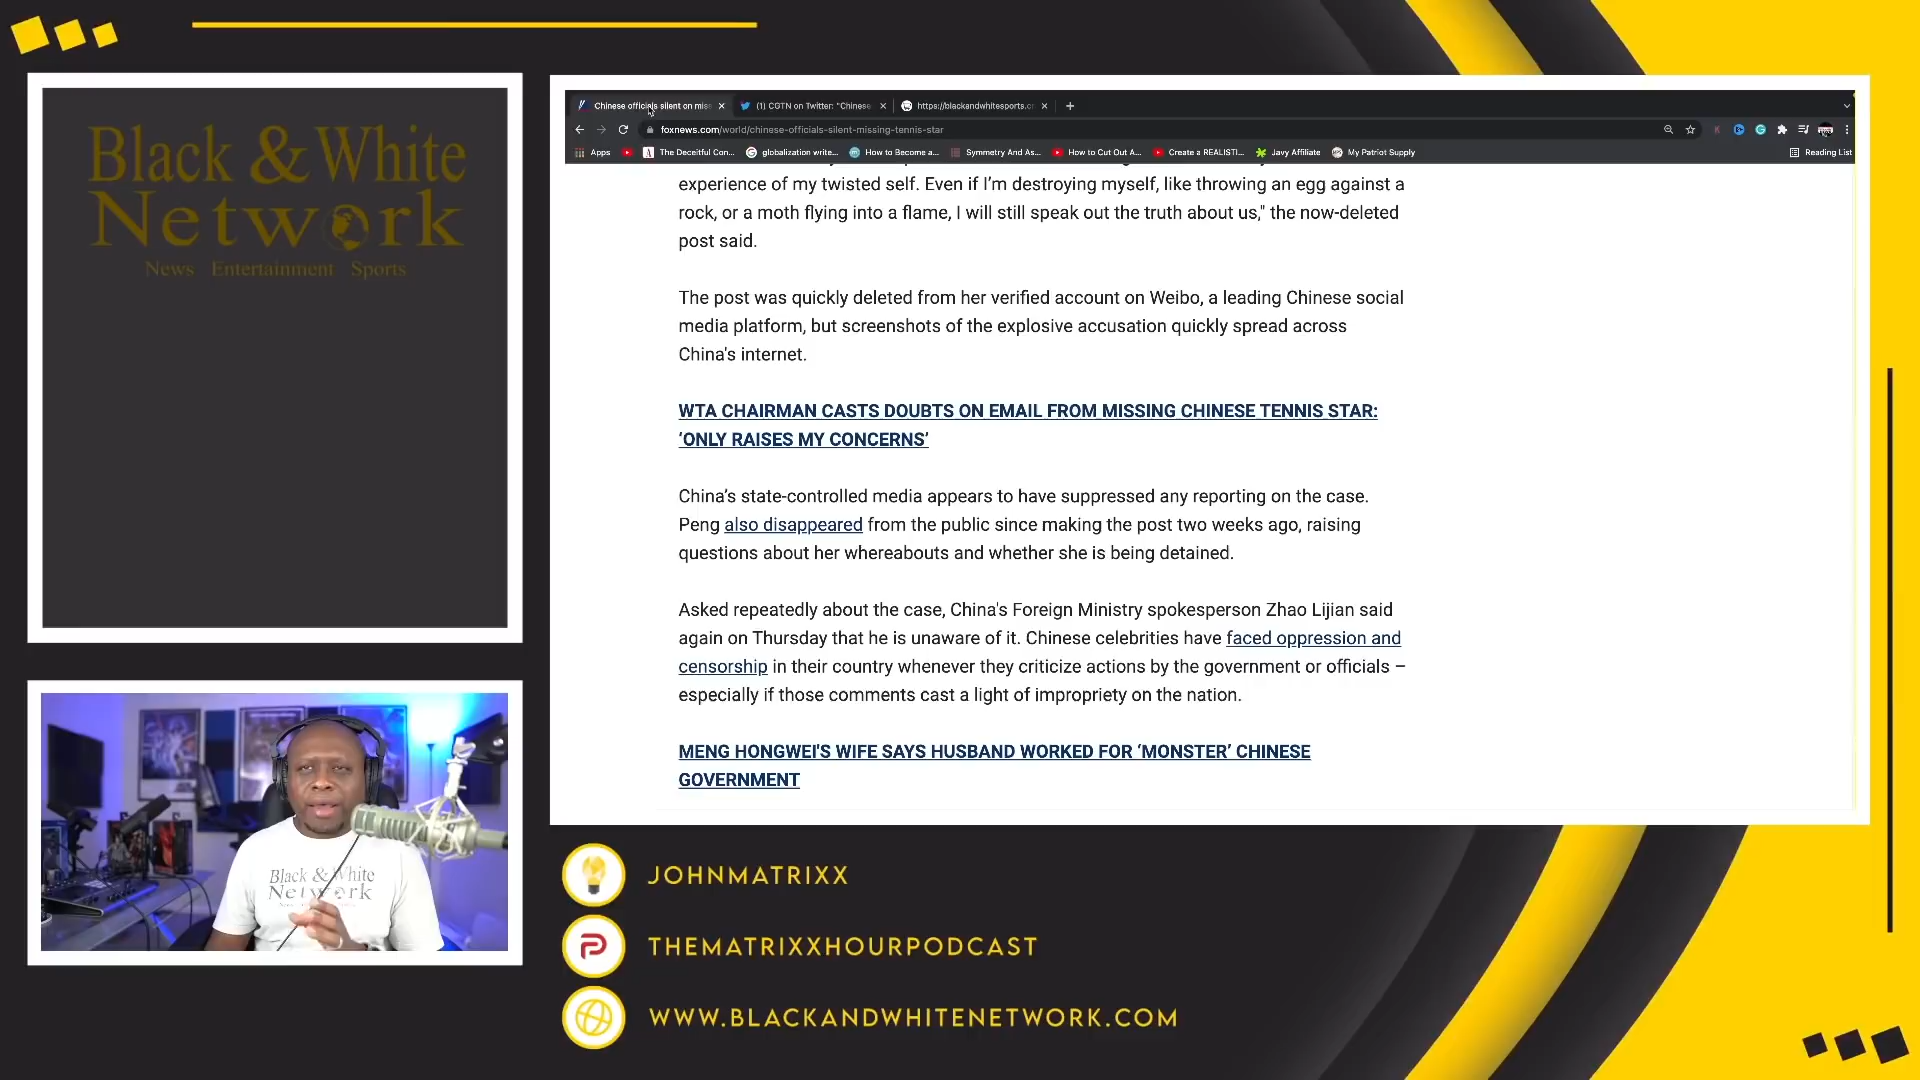 Black & White
Network
News Entertainment Sports
Chinese officials silent on miss
(1) CGTN on Twitter: "Chinese
https://blackandwhitesports.c
foxnews.com/world/chinese-officials-silent-missing-tennis-star
Apps
The Deceitful Con...
globalization write...
How to Become a...
Symmetry And As...
How to Cut Out A...
Create a REALISTI...
Javy Affiliate
My Patriot Supply
Reading List
experience of my twisted self. Even if I'm destroying myself, like throwing an egg against a
rock, or a moth flying into a flame, I will still speak out the truth about us," the now-deleted
post said.
The post was quickly deleted from her verified account on Weibo, a leading Chinese social
media platform, but screenshots of the explosive accusation quickly spread across
China's internet.
WTA CHAIRMAN CASTS DOUBTS ON EMAIL FROM MISSING CHINESE TENNIS STAR:
'ONLY RAISES MY CONCERNS'
China's state-controlled media appears to have suppressed any reporting on the case.
Peng also disappeared from the public since making the post two weeks ago, raising
questions about her whereabouts and whether she is being detained.
Asked repeatedly about the case, China's Foreign Ministry spokesperson Zhao Lijian said
again on Thursday that he is unaware of it. Chinese celebrities have faced oppression and
censorship in their country whenever they criticize actions by the government or officials –
especially if those comments cast a light of impropriety on the nation.
MENG HONGWEI'S WIFE SAYS HUSBAND WORKED FOR 'MONSTER' CHINESE
GOVERNMENT
Black & White
Network
JOHNMATRIXX
THEMATRIXXHOURPODCAST
WWW.BLACKANDWHITENETWORK.COM